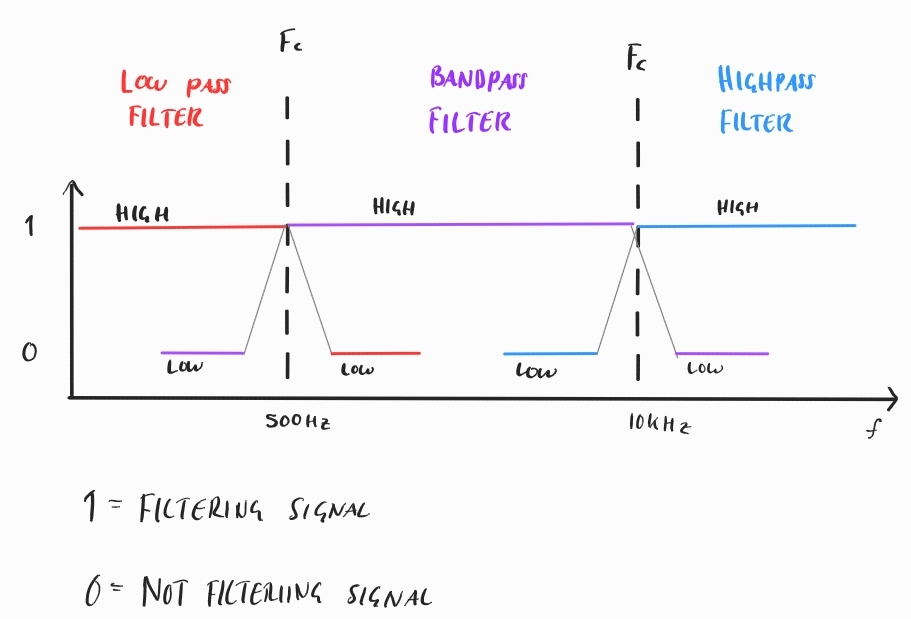 Fc
Fc
LOW PASS
FILTER
BANDPASS
FILTER
HIGHPASS
FILTER
1
HIGH
HIGH
HIGH
0
LOW
LOW
LOW
LOW
500Hz
10kHz
f
1 = FILTERING SIGNAL
0 = NOT FILTERIING SIGNAL